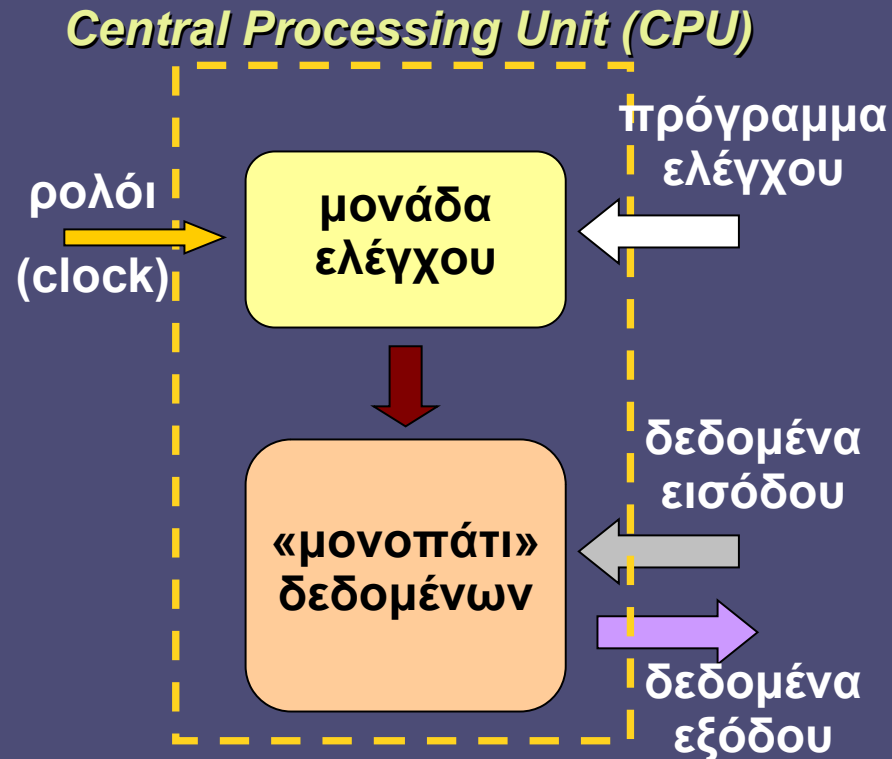 Central Processing Unit (CPU)
πρόγραμμα
ελέγχου
ρολόι
(clock)
μονάδα
ελέγχου
δεδομένα
εισόδου
«μονοπάτι»
δεδομένων
δεδομένα
εξόδου